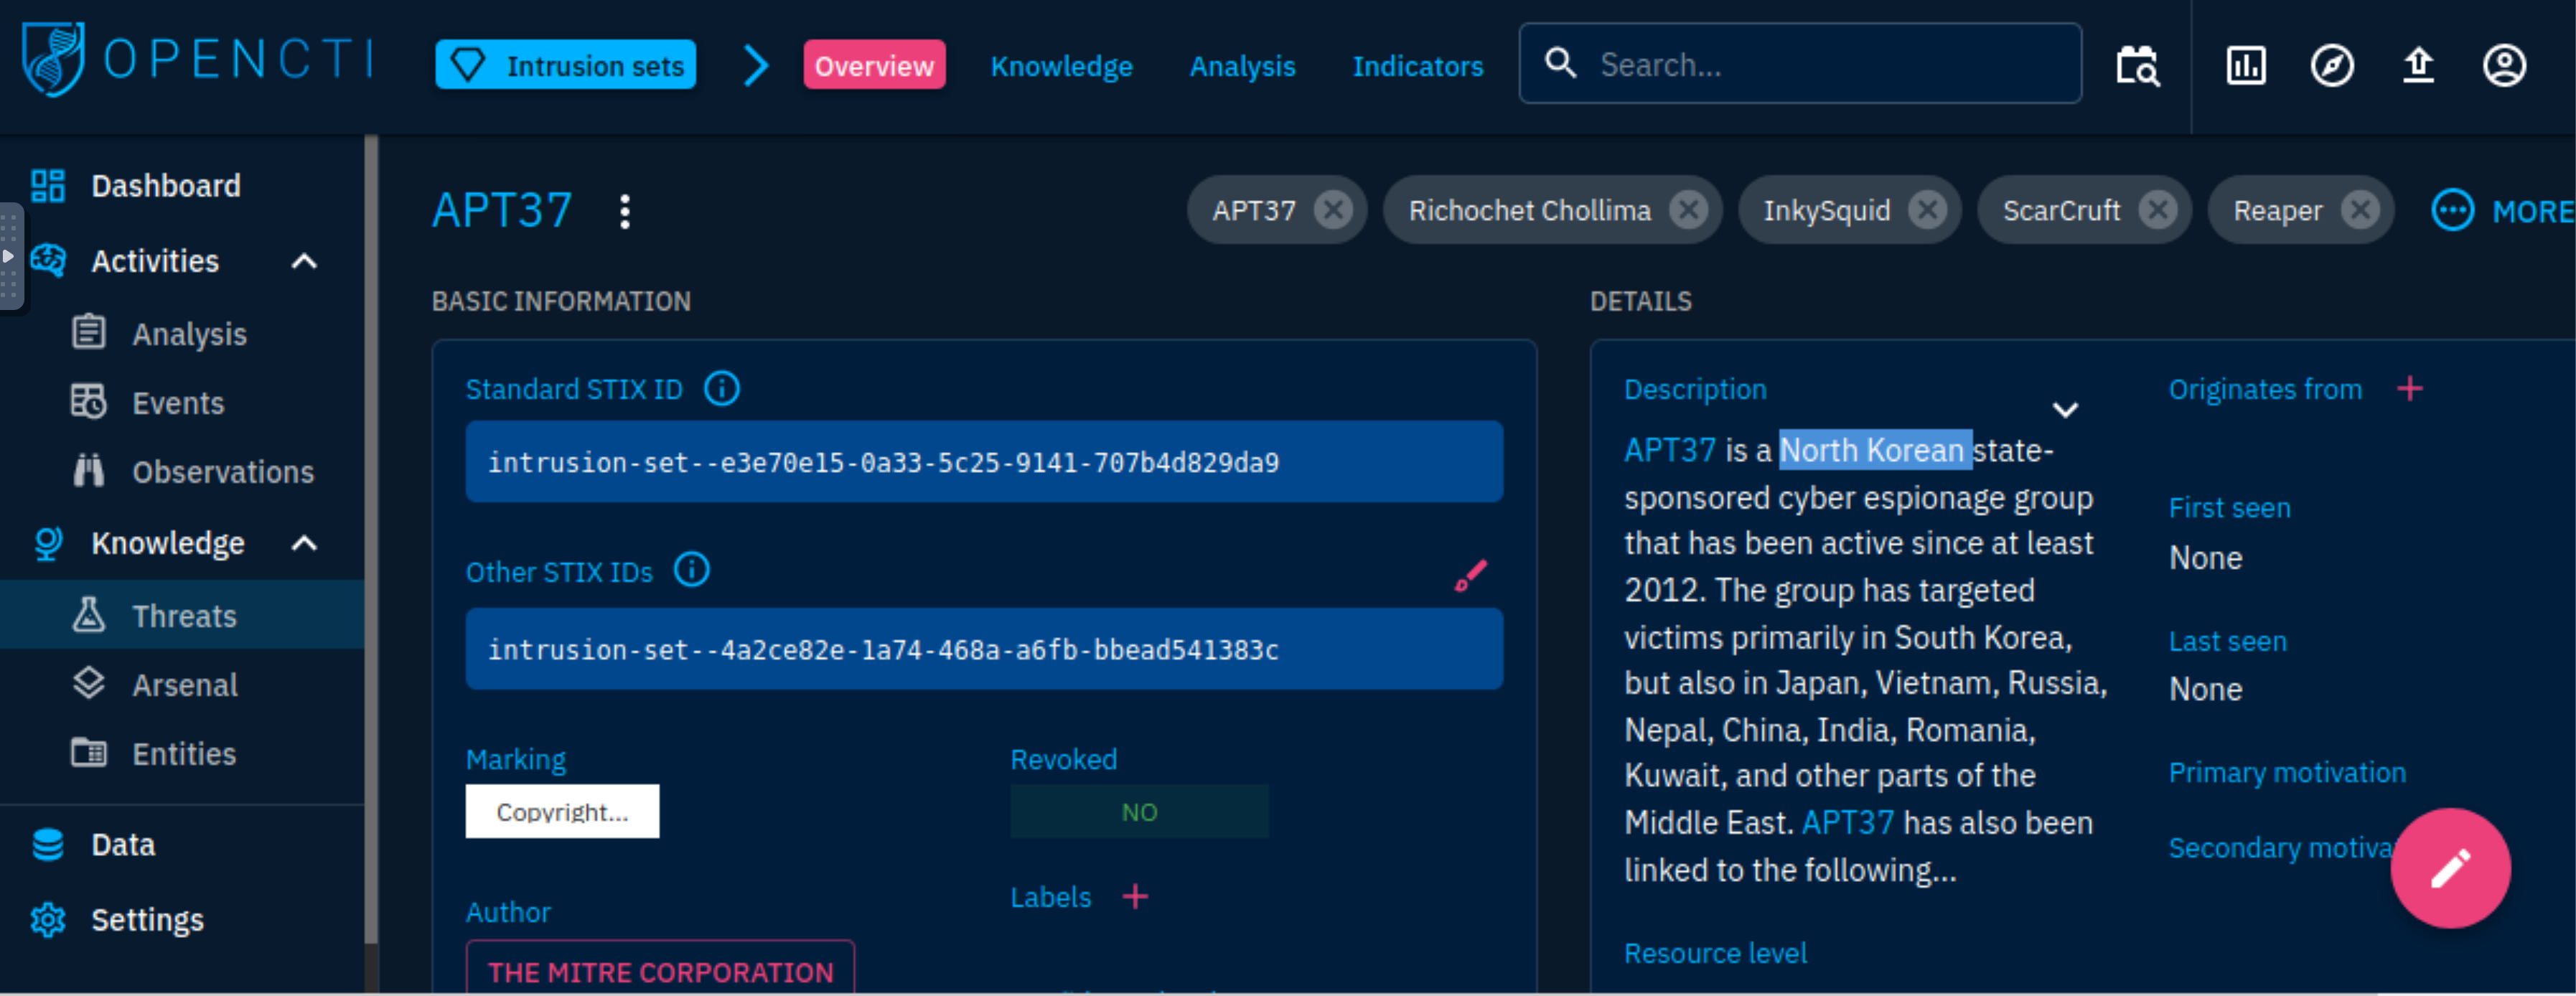 OPENCTI
Intrusion sets
Overview
Knowledge
Analysis
Indicators
Search...
Dashboard
Activities
Analysis
Events
Observations
Knowledge
Threats
Arsenal
Entities
Data
Settings
APT37
APT37
Richochet Chollima
InkySquid
ScarCruft
Reaper
MORE
BASIC INFORMATION
Standard STIX ID
intrusion-set--e3e70e15-0a33-5c25-9141-707b4d829da9
Other STIX IDs
intrusion-set--4a2ce82e-1a74-468a-a6fb-bbead541383c
Marking
Copyright...
Revoked
NO
Author
THE MITRE CORPORATION
Labels
DETAILS
Description
APT37 is a North Korean state-
sponsored cyber espionage group
that has been active since at least
2012. The group has targeted
victims primarily in South Korea,
but also in Japan, Vietnam, Russia,
Nepal, China, India, Romania,
Kuwait, and other parts of the
Middle East. APT37 has also been
linked to the following...
Resource level
Originates from
First seen
None
Last seen
None
Primary motivation
Secondary motiva